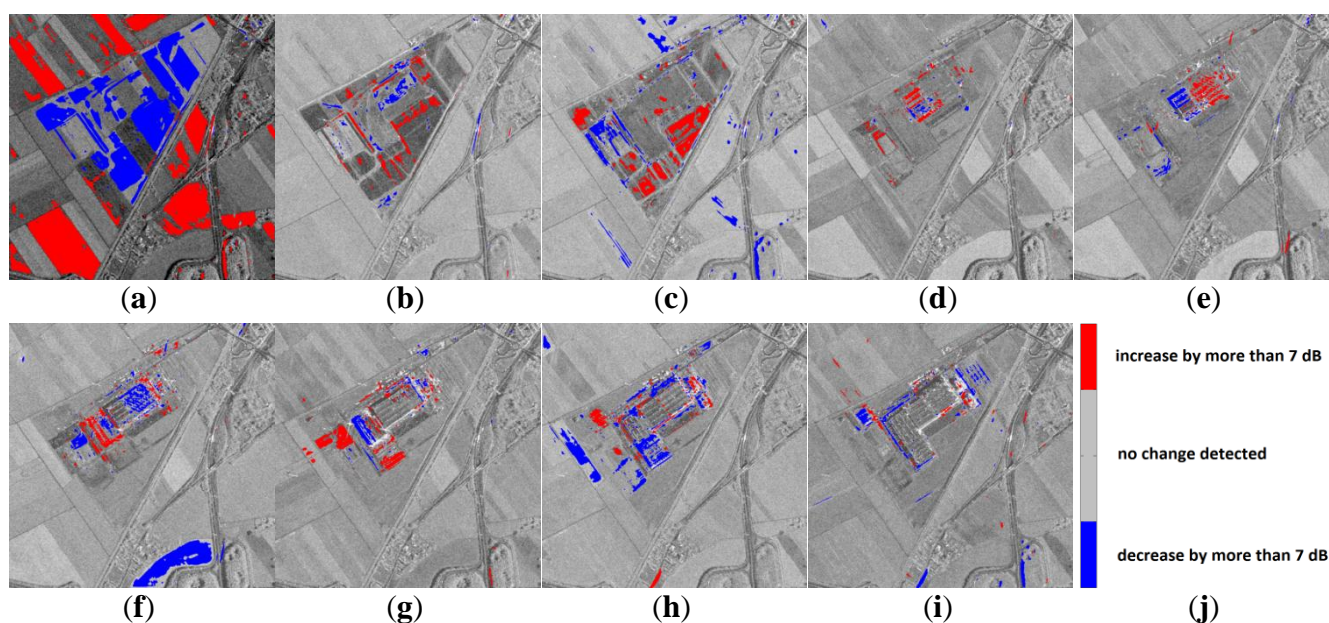 (a) (b) (c) (d) (e)
increase by more than 7 dB
no change detected
decrease by more than 7 dB
(f) (g) (h) (i) (j)